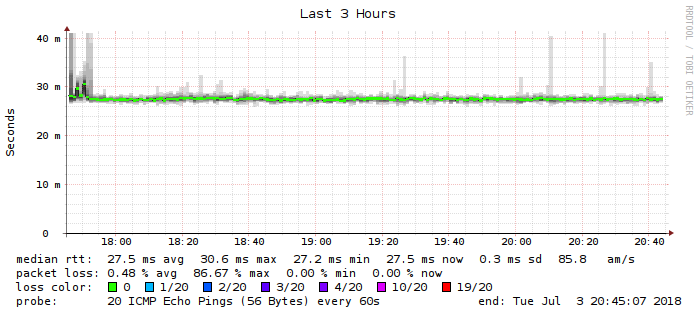 Last 3 Hours
RRDTOOL / TOBI OETIKER
Seconds
40 m
30 m
20 m
10 m
0
18:00 18:20 18:40 19:00 19:20 19:40 20:00 20:20 20:40
median rtt: 27.5 ms avg 30.6 ms max 27.2 ms min 27.5 ms now 0.3 ms sd 85.8 am/s
packet loss: 0.48 % avg 86.67 % max 0.00 % min 0.00 % now
loss color: 0 1/20 2/20 3/20 4/20 10/20 19/20
probe: 20 ICMP Echo Pings (56 Bytes) every 60s end: Tue Jul 3 20:45:07 2018